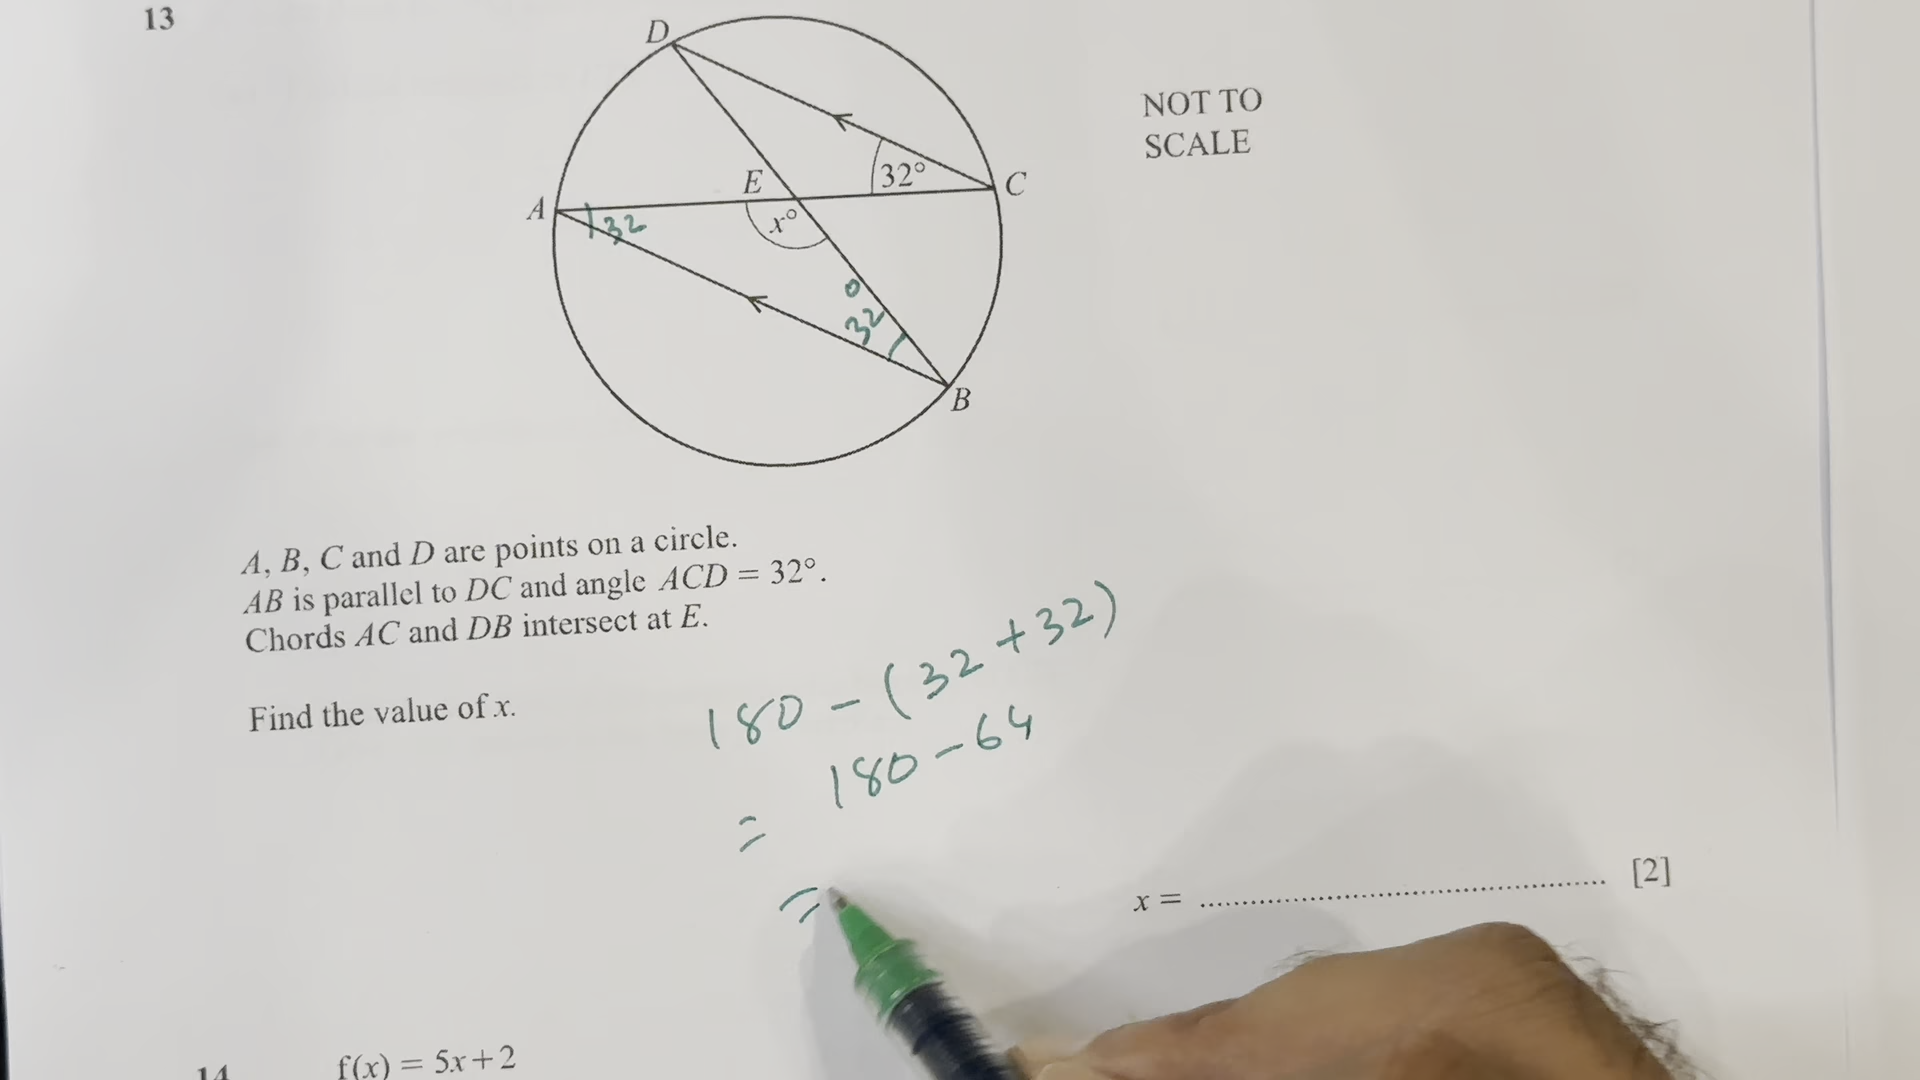 13
D
NOT TO
SCALE
E
32°
C
A
32
x°
32°
B
A, B, C and D are points on a circle.
AB is parallel to DC and angle ACD = 32°.
Chords AC and DB intersect at E.
Find the value of x.
180 - (32 + 32)
= 180 - 64
=
x = ........................................ [2]
14 f(x) = 5x + 2